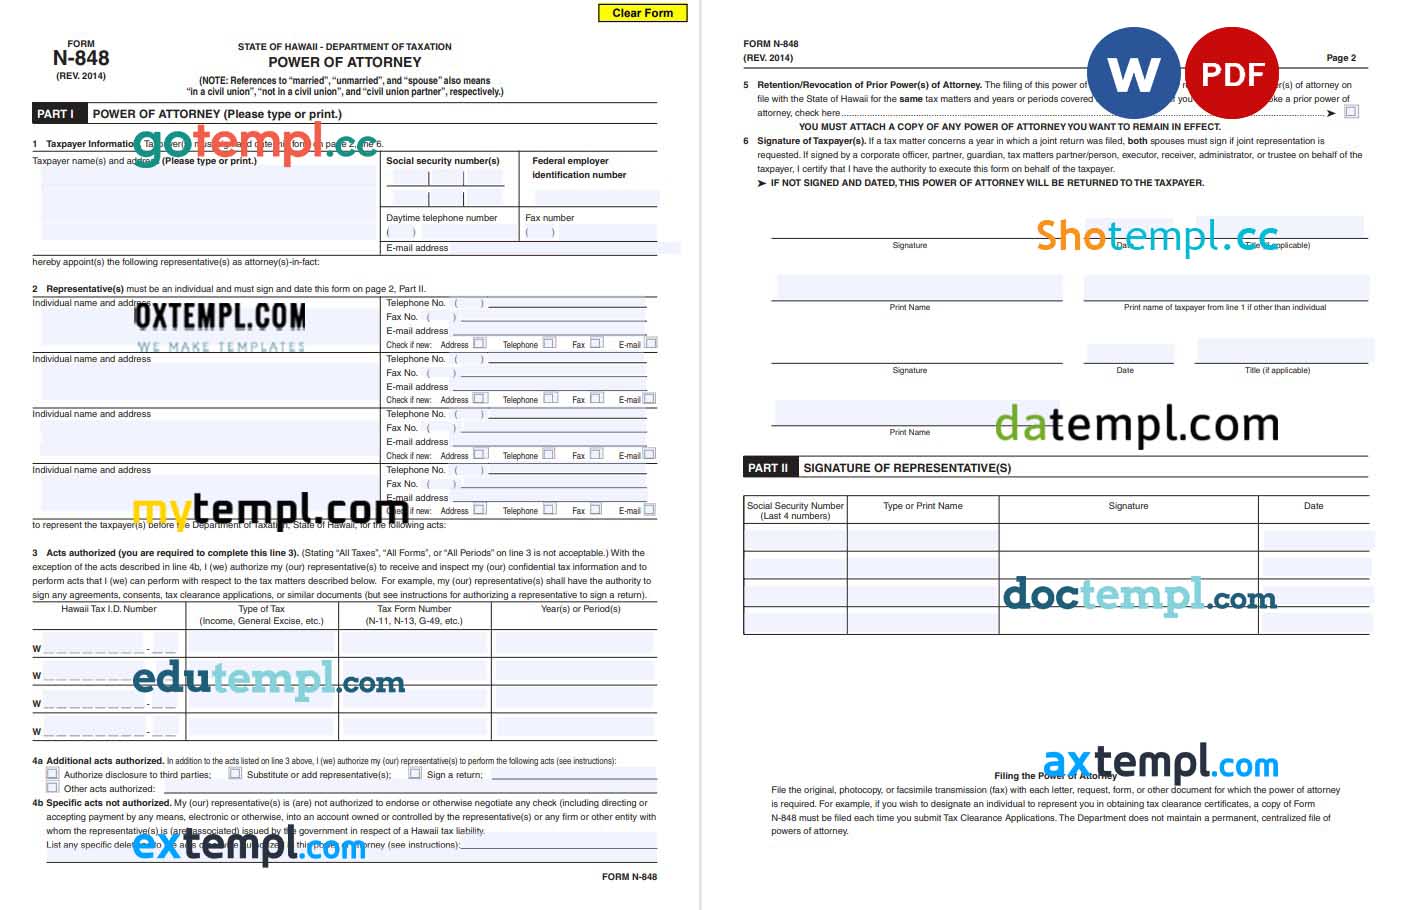 Clear Form
FORM
N-848
(REV. 2014)
STATE OF HAWAII - DEPARTMENT OF TAXATION
POWER OF ATTORNEY
(NOTE: References to “married”, “unmarried”, and “spouse” also means
“in a civil union”, “not in a civil union”, and “civil union partner”, respectively.)
PART I POWER OF ATTORNEY (Please type or print.)
gotempl.cc
1 Taxpayer Information. Taxpayer(s) must sign and date this form on page 2, line 6.
Taxpayer name(s) and address (Please type or print.)
Social security number(s)
Federal employer
identification number
Daytime telephone number
( )
Fax number
( )
E-mail address
hereby appoint(s) the following representative(s) as attorney(s)-in-fact:
2 Representative(s) must be an individual and must sign and date this form on page 2, Part II.
Individual name and address
OXTEMPL.COM
WE MAKE TEMPLATES
Telephone No. ( )
Fax No. ( )
E-mail address
Check if new: Address Telephone Fax E-mail
Individual name and address
Telephone No. ( )
Fax No. ( )
E-mail address
Check if new: Address Telephone Fax E-mail
Individual name and address
Telephone No. ( )
Fax No. ( )
E-mail address
Check if new: Address Telephone Fax E-mail
Individual name and address
Telephone No. ( )
Fax No. ( )
E-mail address
Check if new: Address Telephone Fax E-mail
mytempl.com
to represent the taxpayer(s) before the Department of Taxation, State of Hawaii, for the following acts:
3 Acts authorized (you are required to complete this line 3). (Stating “All Taxes”, “All Forms”, or “All Periods” on line 3 is not acceptable.) With the
exception of the acts described in line 4b, I (we) authorize my (our) representative(s) to receive and inspect my (our) confidential tax information and to
perform acts that I (we) can perform with respect to the tax matters described below. For example, my (our) representative(s) shall have the authority to
sign any agreements, consents, tax clearance applications, or similar documents (but see instructions for authorizing a representative to sign a return).
Hawaii Tax I.D. Number
Type of Tax
(Income, General Excise, etc.)
Tax Form Number
(N-11, N-13, G-49, etc.)
Year(s) or Period(s)
W _ _ _ _ _ _ _ _ - _ _
W _ _ _ _ _ _ _ _ - _ _
edutempl.com
W _ _ _ _ _ _ _ _ - _ _
W _ _ _ _ _ _ _ _ - _ _
4a Additional acts authorized. In addition to the acts listed on line 3 above, I (we) authorize my (our) representative(s) to perform the following acts (see instructions):
Authorize disclosure to third parties; Substitute or add representative(s); Sign a return;
Other acts authorized:
4b Specific acts not authorized. My (our) representative(s) is (are) not authorized to endorse or otherwise negotiate any check (including directing or
accepting payment by any means, electronic or otherwise, into an account owned or controlled by the representative(s) or any firm or other entity with
whom the representative(s) is (are) associated) issued by the government in respect of a Hawaii tax liability.
List any specific deletions to the acts otherwise authorized in this power of attorney (see instructions):
extempl.com
FORM N-848
FORM N-848
(REV. 2014)
W
PDF
Page 2
5 Retention/Revocation of Prior Power(s) of Attorney. The filing of this power of (s) of attorney on
file with the State of Hawaii for the same tax matters and years or periods covered if you a prior power of
attorney, check here
YOU MUST ATTACH A COPY OF ANY POWER OF ATTORNEY YOU WANT TO REMAIN IN EFFECT.
6 Signature of Taxpayer(s). If a tax matter concerns a year in which a joint return was filed, both spouses must sign if joint representation is
requested. If signed by a corporate officer, partner, guardian, tax matters partner/person, executor, receiver, administrator, or trustee on behalf of the
taxpayer, I certify that I have the authority to execute this form on behalf of the taxpayer.
➤ IF NOT SIGNED AND DATED, THIS POWER OF ATTORNEY WILL BE RETURNED TO THE TAXPAYER.
Shotempl.cc
Signature Date Title (if applicable)
Print Name Print name of taxpayer from line 1 if other than individual
Signature Date Title (if applicable)
datempl.com
Print Name
PART II SIGNATURE OF REPRESENTATIVE(S)
Social Security Number
(Last 4 numbers)
Type or Print Name
Signature
Date
doctempl.com
axtempl.com
Filing the Power of Attorney
File the original, photocopy, or facsimile transmission (fax) with each letter, request, form, or other document for which the power of attorney
is required. For example, if you wish to designate an individual to represent you in obtaining tax clearance certificates, a copy of Form
N-848 must be filed each time you submit Tax Clearance Applications. The Department does not maintain a permanent, centralized file of
powers of attorney.